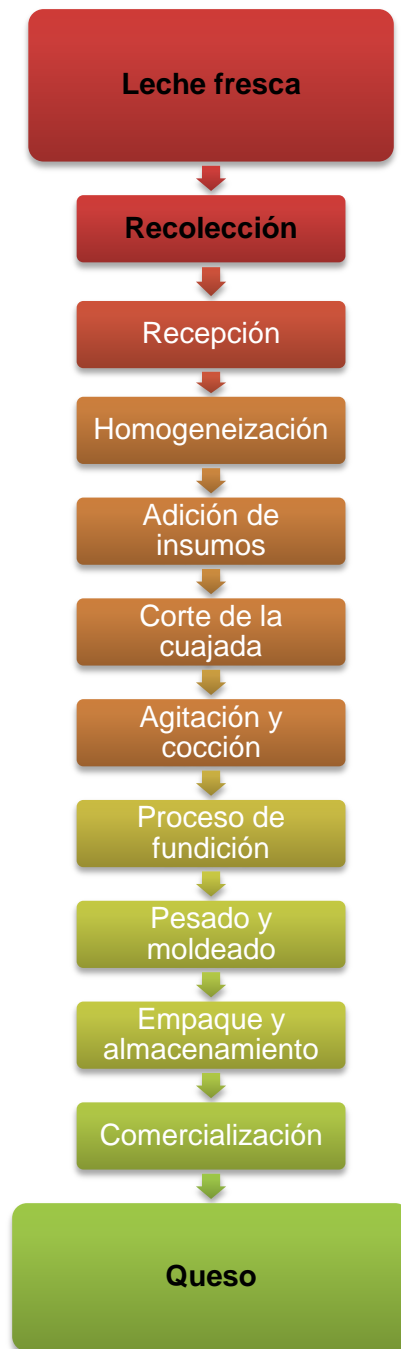 Leche fresca
Recolección
Recepción
Homogeneización
Adición de
insumos
Corte de la
cuajada
Agitación y
cocción
Proceso de
fundición
Pesado y
moldeado
Empaque y
almacenamiento
Comercialización
Queso